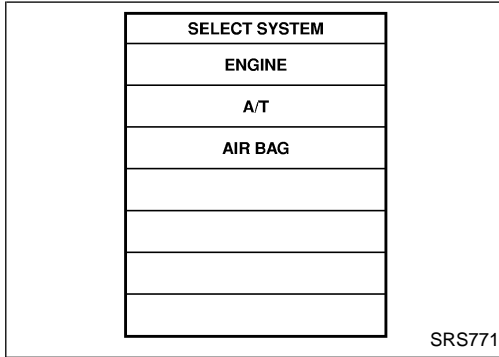 SELECT SYSTEM
ENGINE
A/T
AIR BAG
SRS771